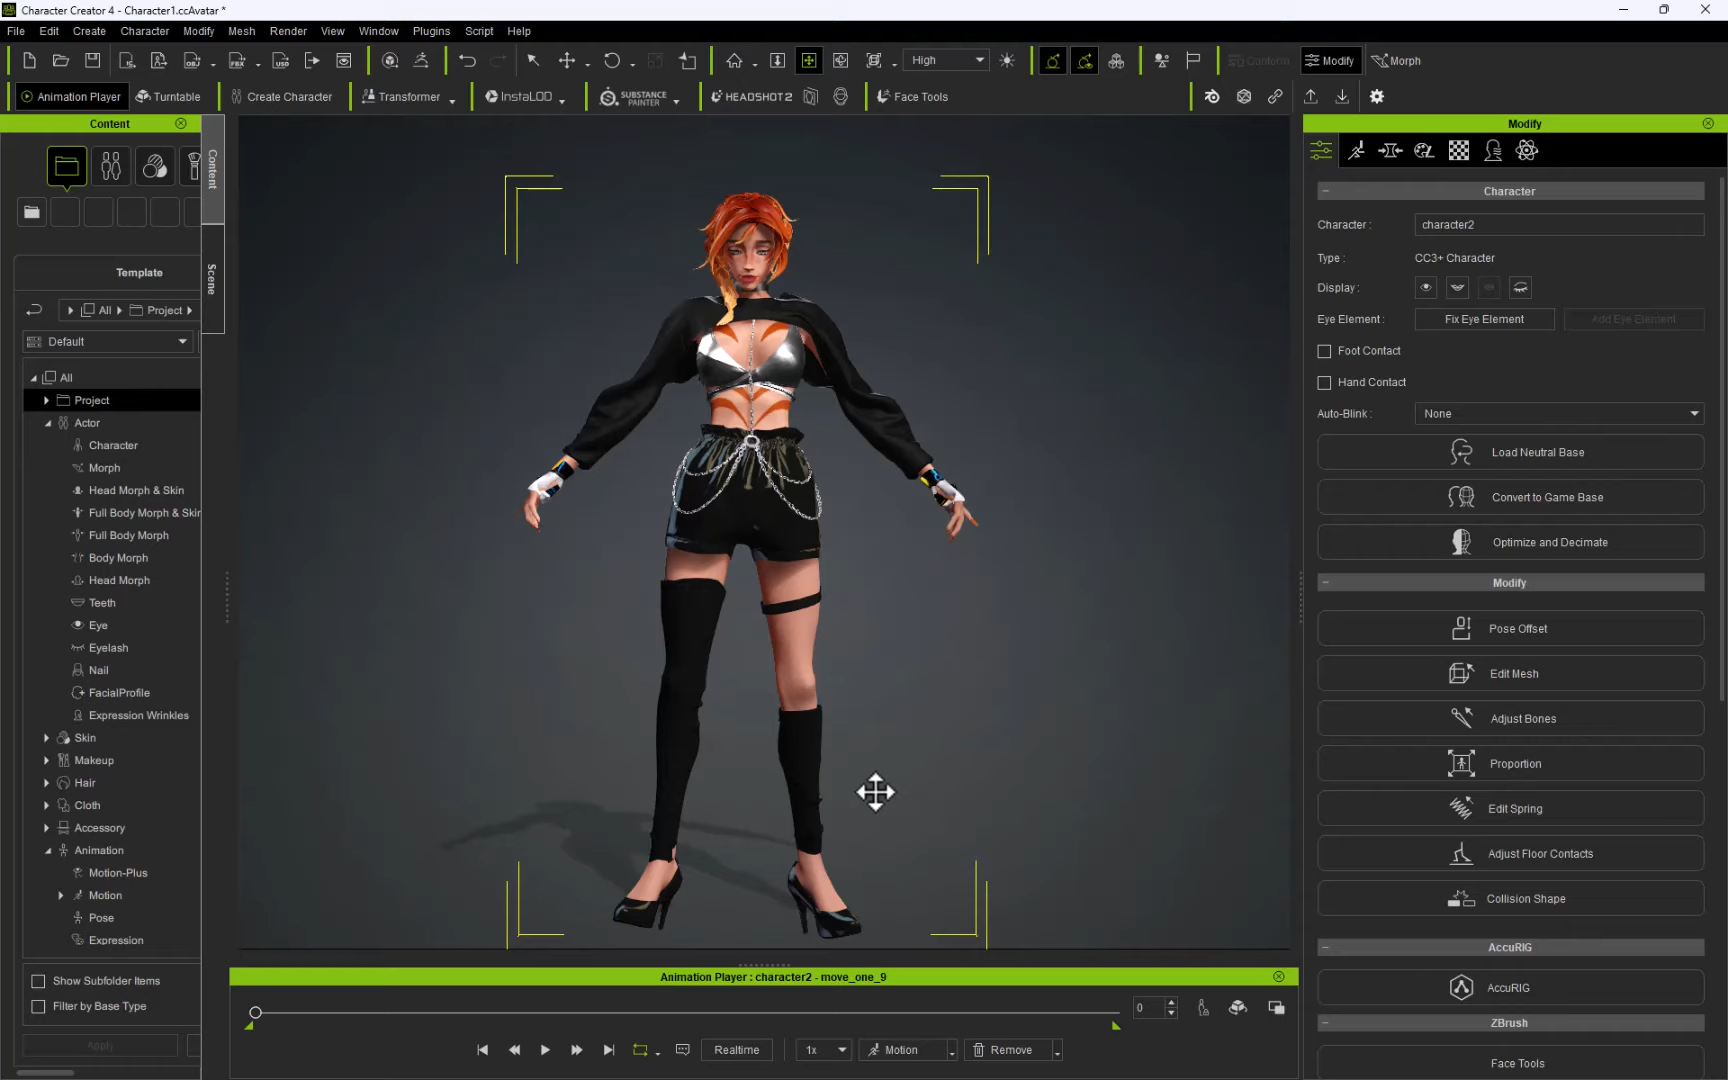 Character Creator 4 - Character1.ccAvatar *
File Edit Create Character Modify Mesh Render View Window Plugins Script Help
High Conform Modify Morph
Animation Player Turntable Create Character Transformer InstaLOD SUBSTANCE PAINTER HEADSHOT 2 Face Tools
Content
Content
Scene
Template
All Project
Default
All
Project
Actor
Character
Morph
Head Morph & Skin
Full Body Morph & Skin
Full Body Morph
Body Morph
Head Morph
Teeth
Eye
Eyelash
Nail
FacialProfile
Expression Wrinkles
Skin
Makeup
Hair
Cloth
Accessory
Animation
Motion-Plus
Motion
Pose
Expression
Show Subfolder Items
Filter by Base Type
Apply
Animation Player : character2 - move_one_9
0
Realtime 1x Motion Remove
Modify
Character
Character : character2
Type : CC3+ Character
Display :
Eye Element : Fix Eye Element Add Eye Element
Foot Contact
Hand Contact
Auto-Blink : None
Load Neutral Base
Convert to Game Base
Optimize and Decimate
Modify
Pose Offset
Edit Mesh
Adjust Bones
Proportion
Edit Spring
Adjust Floor Contacts
Collision Shape
AccuRIG
AccuRIG
ZBrush
Face Tools